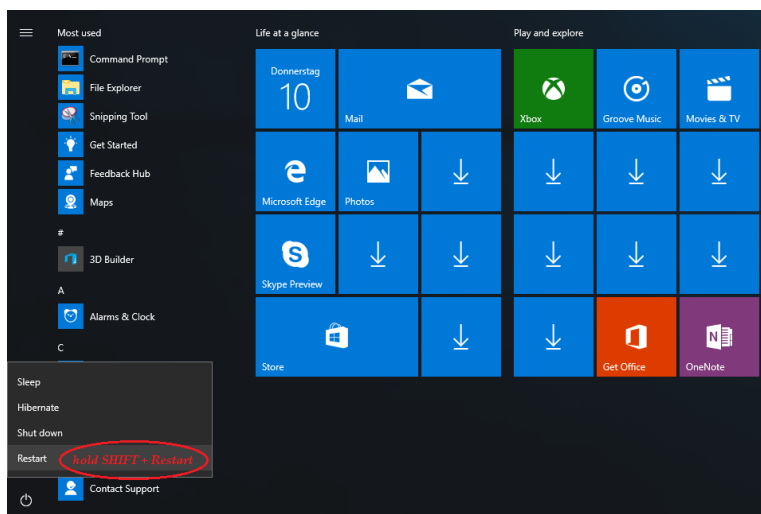 Most used
Command Prompt
File Explorer
Snipping Tool
Get Started
Feedback Hub
Maps
#
3D Builder
A
Alarms & Clock
C
Sleep
Hibernate
Shut down
Restart hold SHIFT + Restart
Contact Support
Life at a glance
Donnerstag
10
Mail
Microsoft Edge
Photos
Skype Preview
Store
Play and explore
Xbox
Groove Music
Movies & TV
Get Office
OneNote